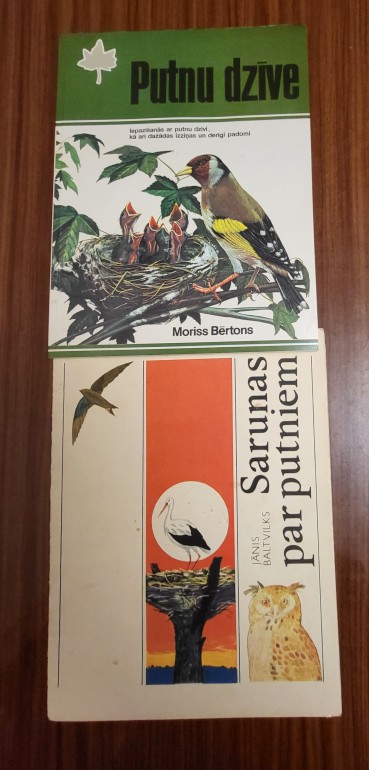 Putnu dzīve
Iepazīšanās ar putnu dzīvi,
kā arī dažādas izziņas un derīgi padomi
Moriss Bērtons
Sarunas
par putniem
JĀNIS
BALTVILKS